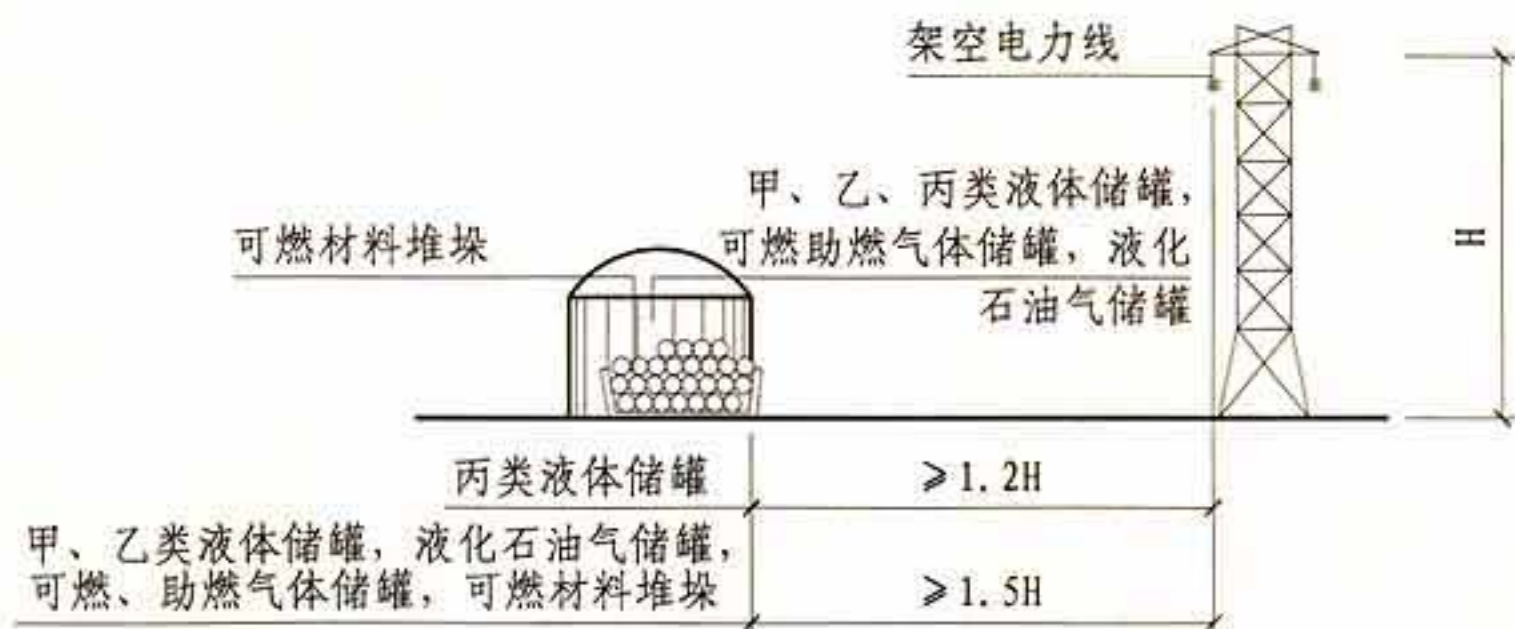 架空电力线
甲、乙、丙类液体储罐，
可燃材料堆垛
可燃助燃气体储罐，液化
石油气储罐
H
丙类液体储罐
≥1.2H
甲、乙类液体储罐，液化石油气储罐，
可燃、助燃气体储罐，可燃材料堆垛
≥1.5H